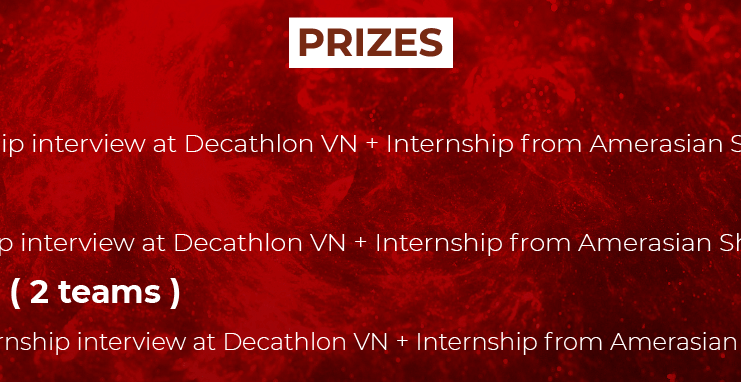 PRIZES
ip interview at Decathlon VN + Internship from Amerasian S
p interview at Decathlon VN + Internship from Amerasian Sh
( 2 teams )
rnship interview at Decathlon VN + Internship from Amerasian